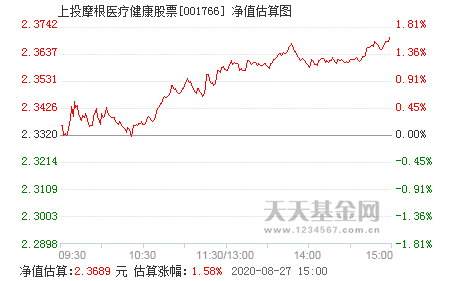 上投摩根医疗健康股票[001766] 净值估算图
2.3742 1.81%
2.3637 1.36%
2.3531 0.91%
2.3426 0.45%
2.3320 0.00%
2.3214 -0.45%
2.3109 -0.91%
2.3003 -1.36%
2.2898 -1.81%
天天基金网
www.1234567.com.cn
09:30 10:30 11:30/13:00 14:00 15:00
净值估算:2.3689 元 估算涨幅: 1.58% 2020-08-27 15:00